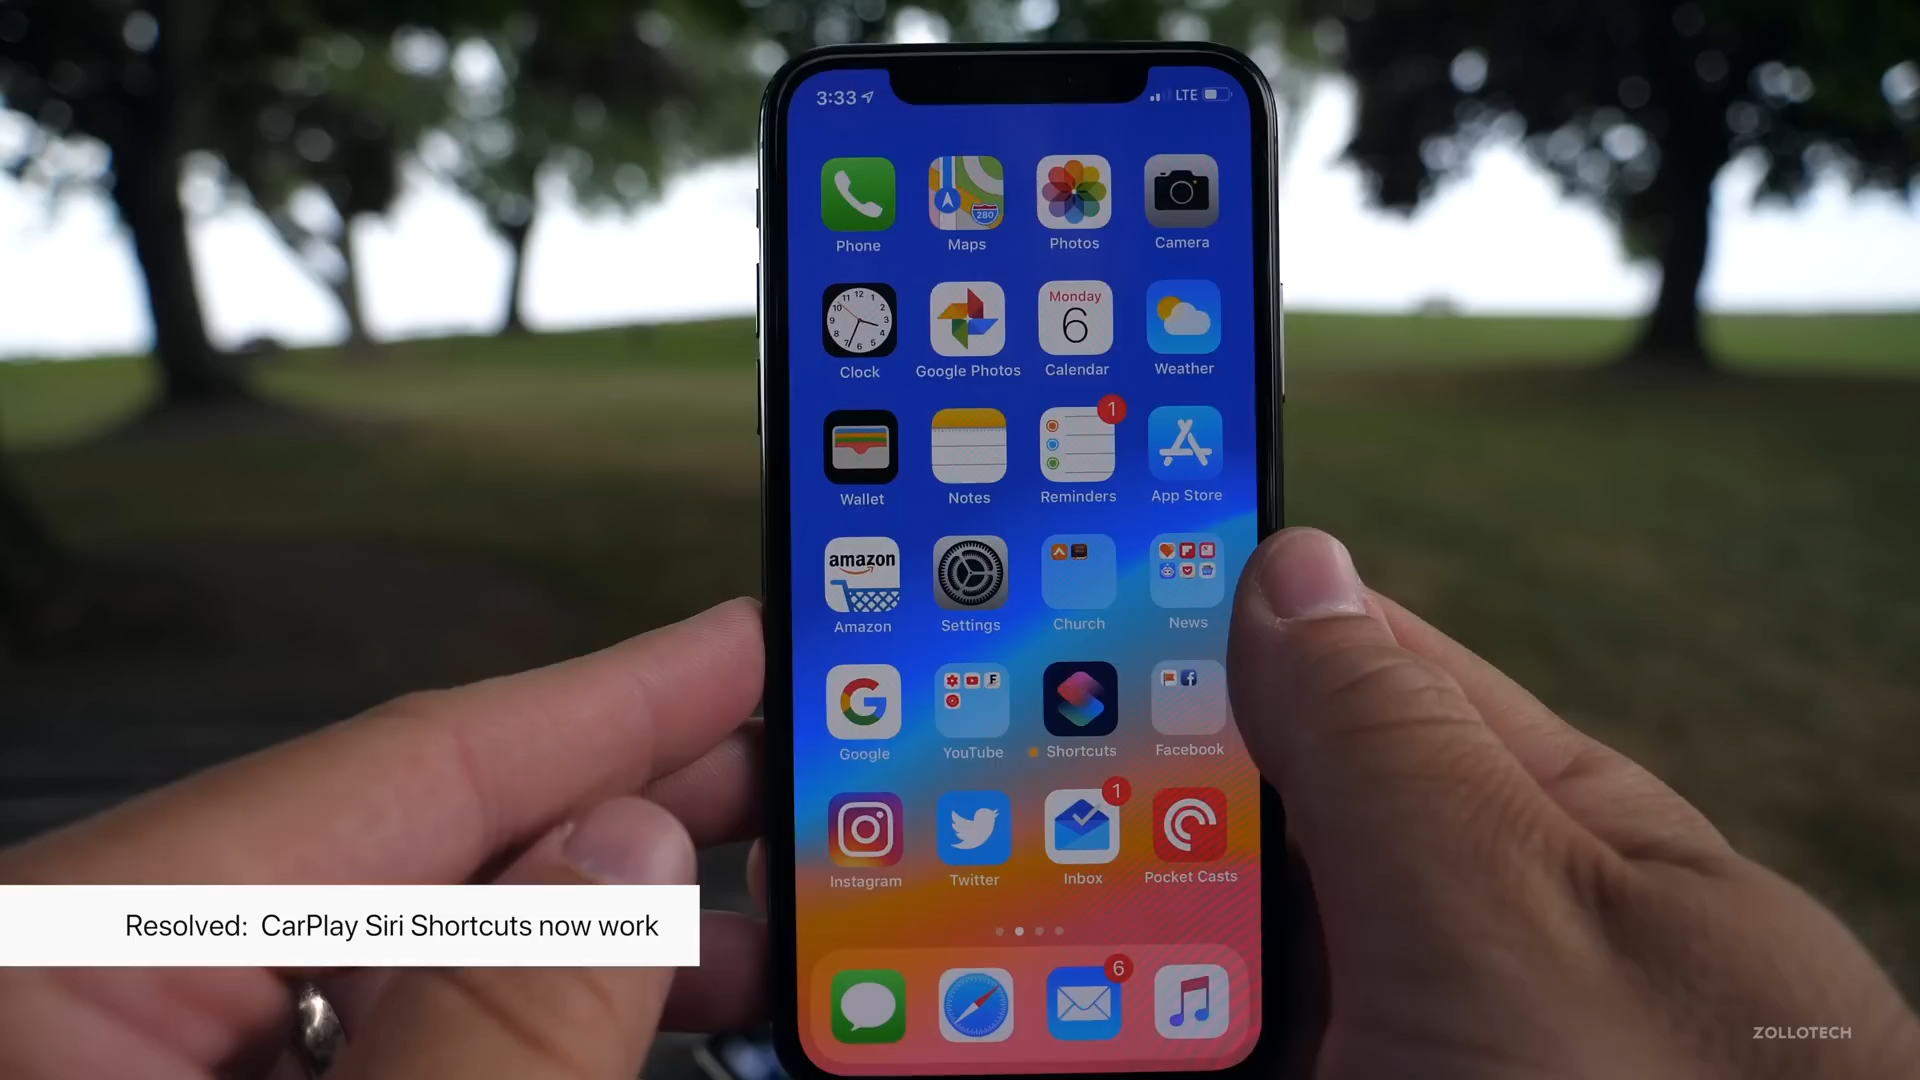 3:33 LTE
280
Phone Maps Photos Camera
Monday
6
Clock Google Photos Calendar Weather
1
Wallet Notes Reminders App Store
amazon
Amazon Settings Church News
F
Google YouTube Shortcuts Facebook
1
Instagram Twitter Inbox Pocket Casts
Resolved: CarPlay Siri Shortcuts now work
6
ZOLLOTECH